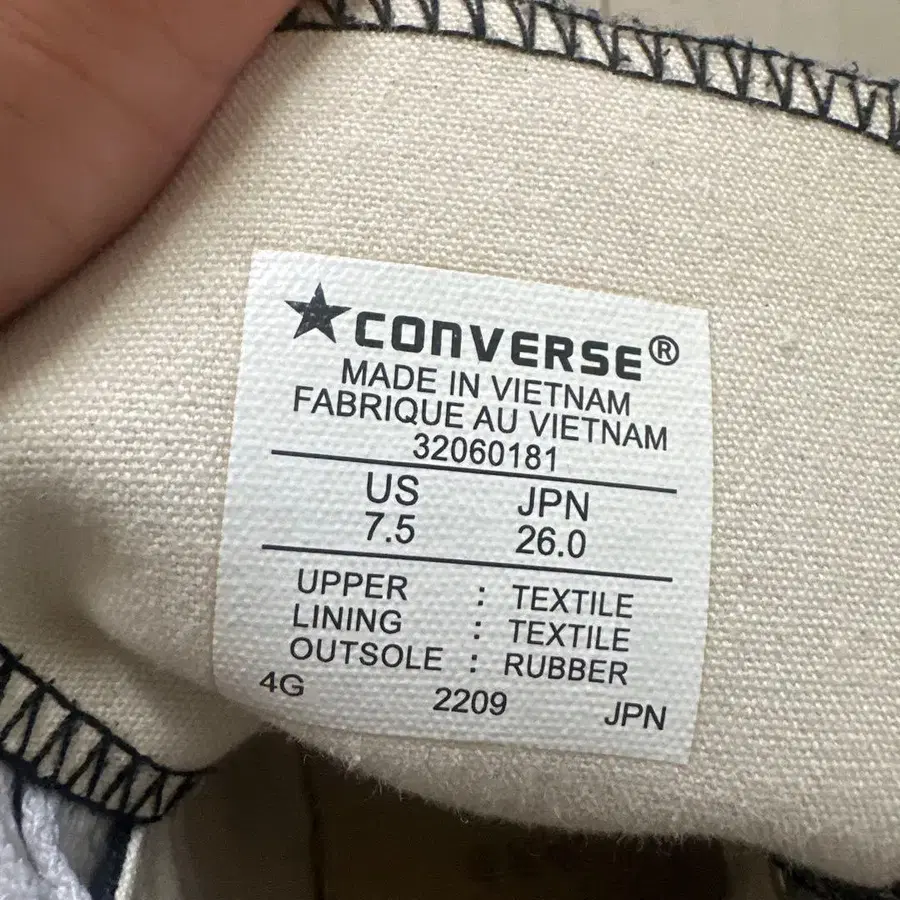 CONVERSE®
MADE IN VIETNAM
FABRIQUE AU VIETNAM
32060181
US JPN
7.5 26.0
UPPER : TEXTILE
LINING : TEXTILE
OUTSOLE : RUBBER
4G 2209 JPN